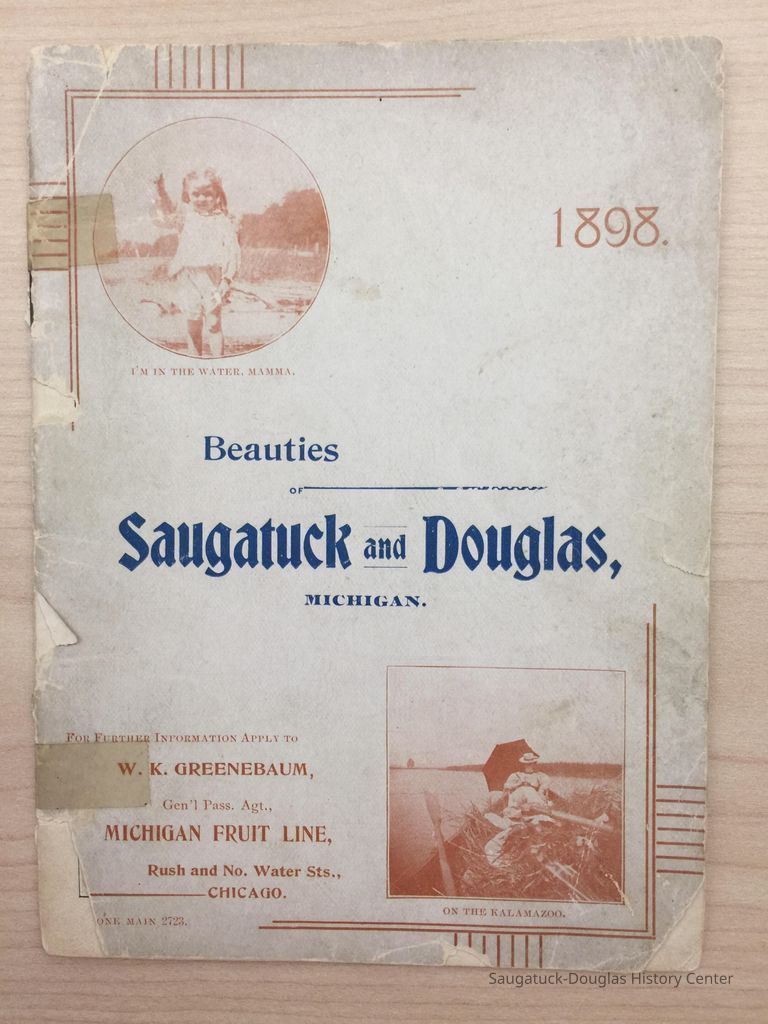 1898.
I'M IN THE WATER, MAMMA.
Beauties
OF
Saugatuck and Douglas,
MICHIGAN.
FOR FURTHER INFORMATION APPLY TO
W. K. GREENEBAUM,
Gen'l Pass. Agt.,
MICHIGAN FRUIT LINE,
Rush and No. Water Sts.,
CHICAGO.
ONE MAIN 2723.
ON THE KALAMAZOO.
Saugatuck-Douglas History Center